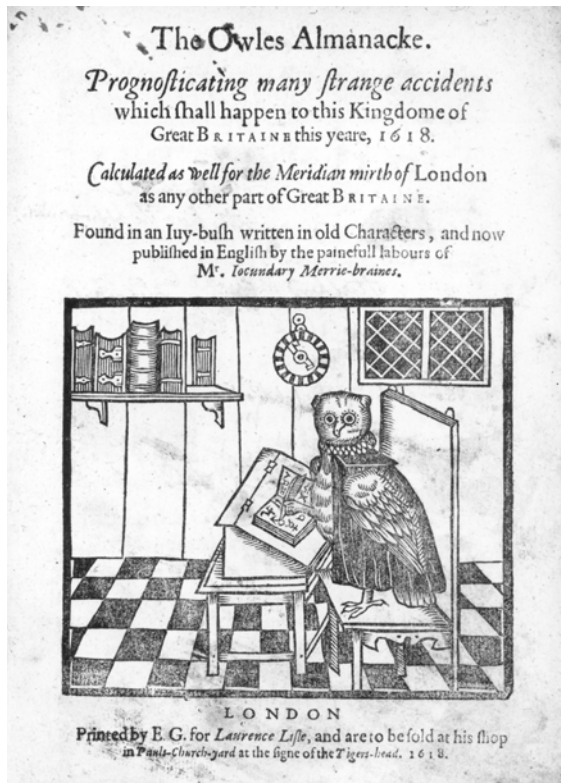 The Owles Almanacke.
Prognoſticating many ſtrange accidents
which ſhall happen to this Kingdome of
Great BRITAINE this yeare, 1618.
Calculated as well for the Meridian mirth of London
as any other part of Great BRITAINE.
Found in an Iuy-buſh written in old Characters, and now
publiſhed in Engliſh by the painefull labours of
Mr. Iocundary Merrie-braines.
LONDON
Printed by E. G. for Laurence Liſle, and are to be ſold at his ſhop
in Pauls-Church-yard at the ſigne of the Tigers-head. 1618.